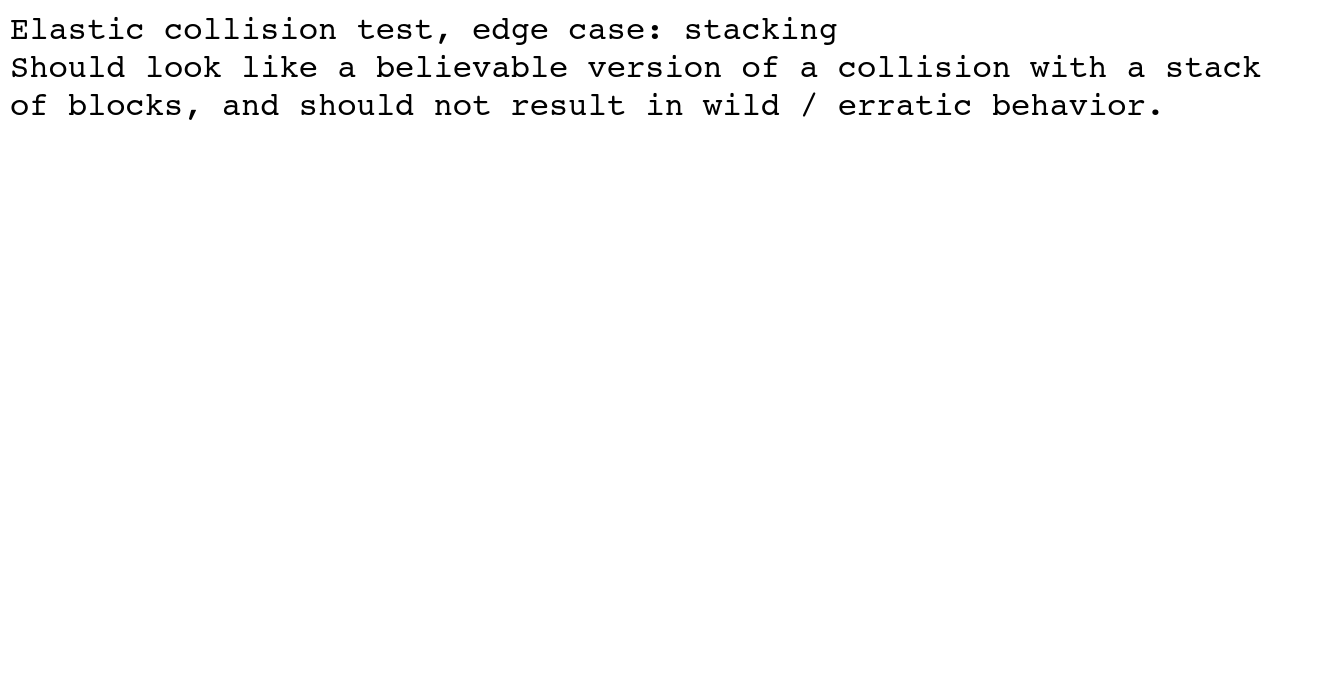 Elastic collision test, edge case: stacking
Should look like a believable version of a collision with a stack
of blocks, and should not result in wild / erratic behavior.